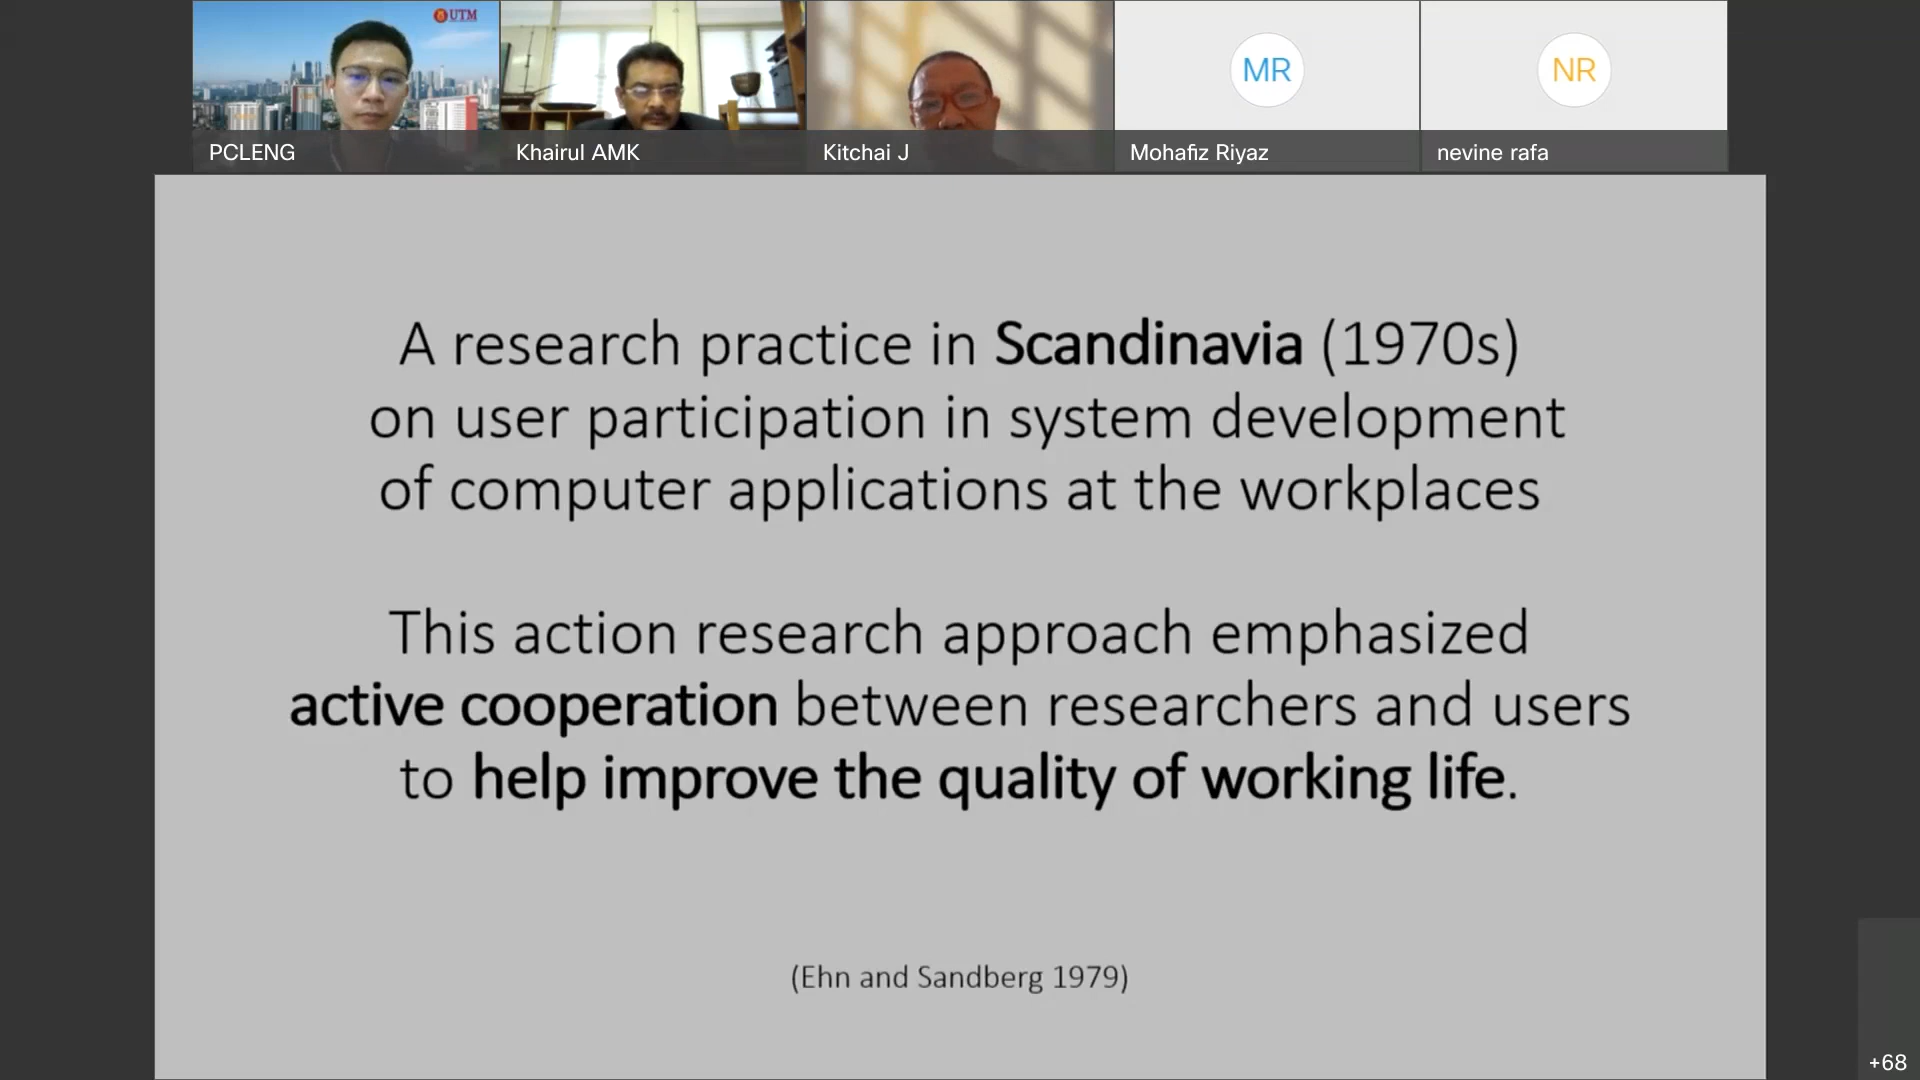 UTM
PCLENG
Khairul AMK
Kitchai J
MR
Mohafiz Riyaz
NR
nevine rafa
A research practice in Scandinavia (1970s)
on user participation in system development
of computer applications at the workplaces
This action research approach emphasized
active cooperation between researchers and users
to help improve the quality of working life.
(Ehn and Sandberg 1979)
+68